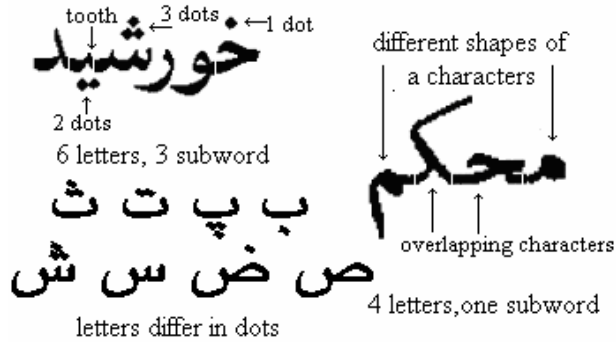 tooth 3 dots 1 dot
خورشید
2 dots
6 letters, 3 subword
ب پ ت ث
ص ض س ش
letters differ in dots
different shapes of
a characters
محکم
overlapping characters
4 letters,one subword